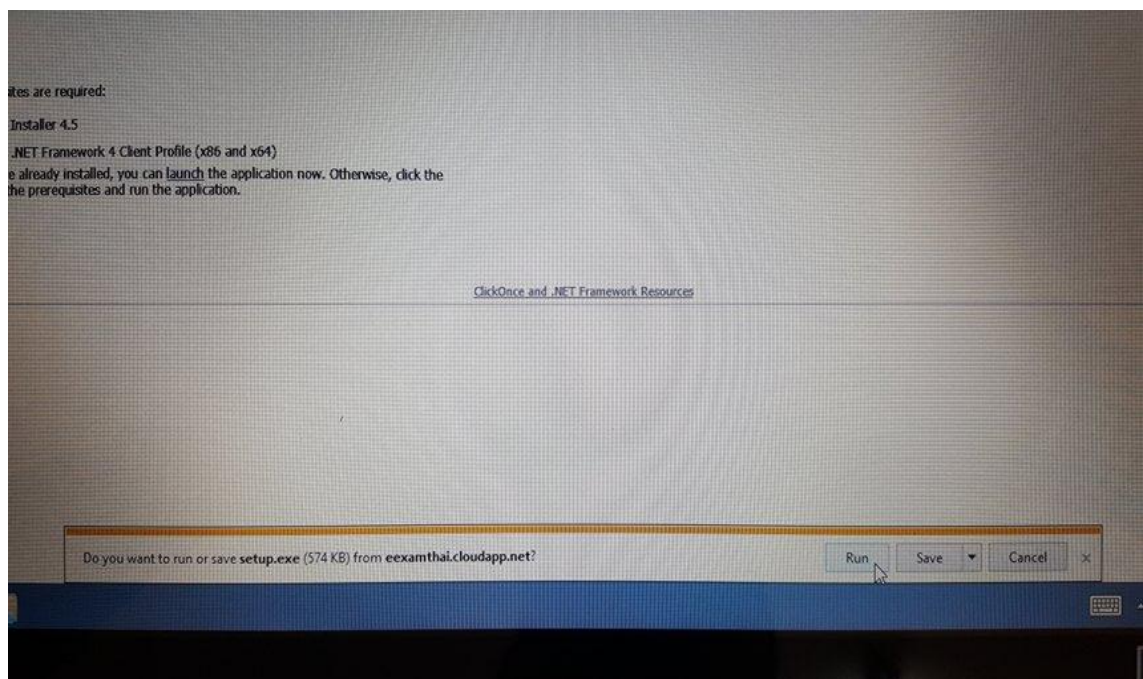 ites are required:
Installer 4.5
.NET Framework 4 Client Profile (x86 and x64)
e already installed, you can launch the application now. Otherwise, click the
the prerequisites and run the application.
ClickOnce and .NET Framework Resources
Do you want to run or save setup.exe (574 KB) from eexamthai.cloudapp.net?
Run Save Cancel